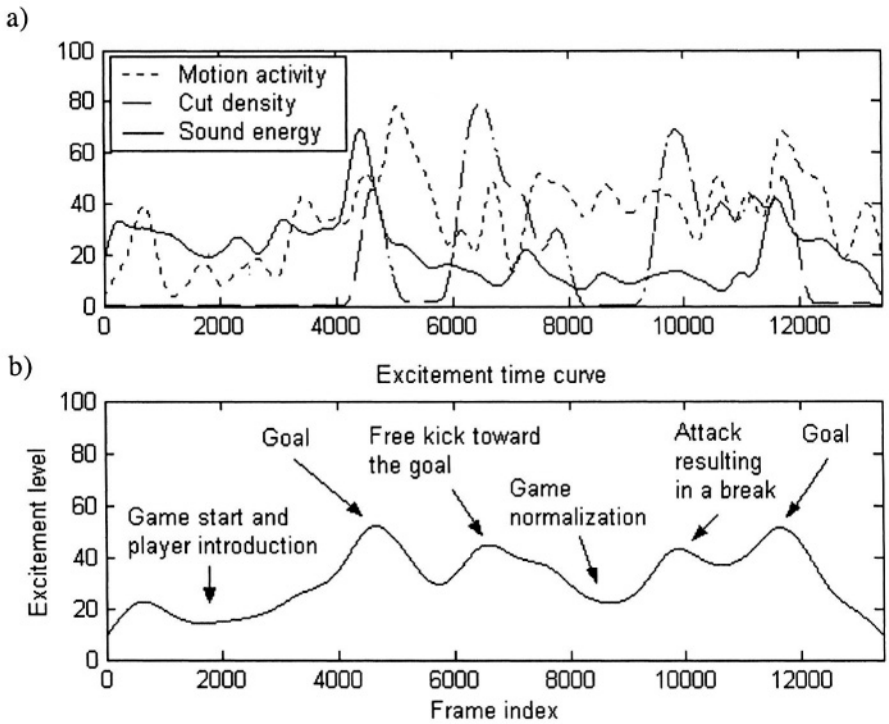 a)
100
80
60
40
20
0
Motion activity
Cut density
Sound energy
0 2000 4000 6000 8000 10000 12000
b)
Excitement time curve
Excitement level
100
80
60
40
20
0
Goal
Free kick toward
the goal
Attack
resulting
in a break
Goal
Game start and
player introduction
Game
normalization
0 2000 4000 6000 8000 10000 12000
Frame index